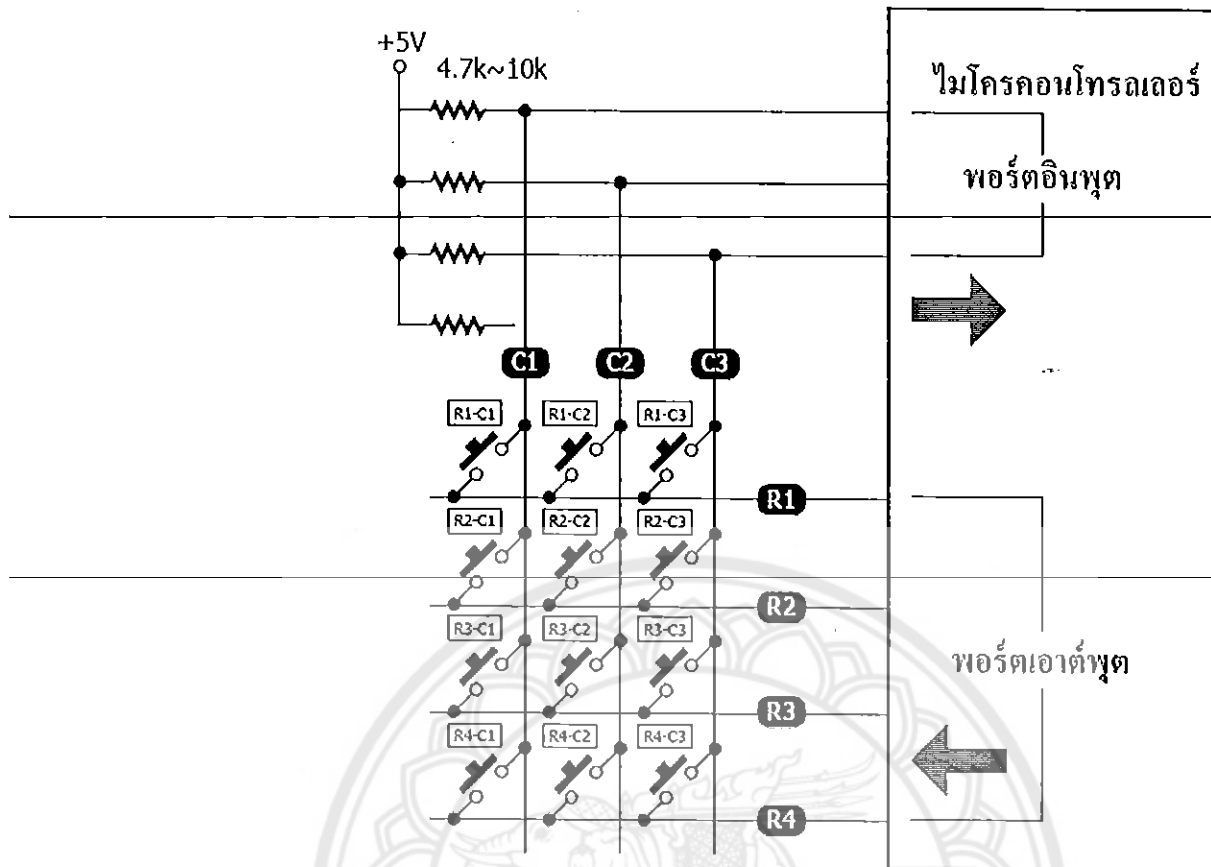 +5V
4.7k~10k
ไมโครคอนโทรลเลอร์
พอร์ตอินพุต
C1 C2 C3
R1-C1 R1-C2 R1-C3
R1
R2-C1 R2-C2 R2-C3
R2
R3-C1 R3-C2 R3-C3
พอร์ตเอาต์พุต
R3
R4-C1 R4-C2 R4-C3
R4